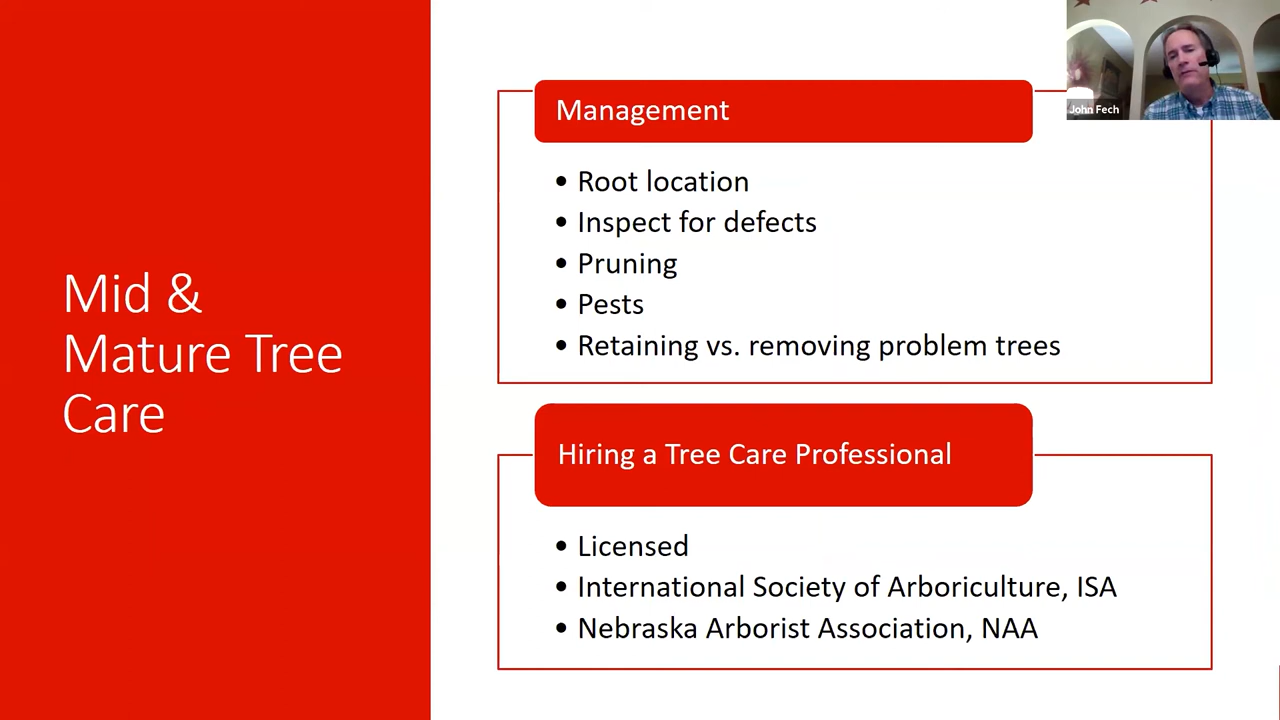 Mid &
Mature Tree
Care
Management
• Root location
• Inspect for defects
• Pruning
• Pests
• Retaining vs. removing problem trees
Hiring a Tree Care Professional
• Licensed
• International Society of Arboriculture, ISA
• Nebraska Arborist Association, NAA
John Fech